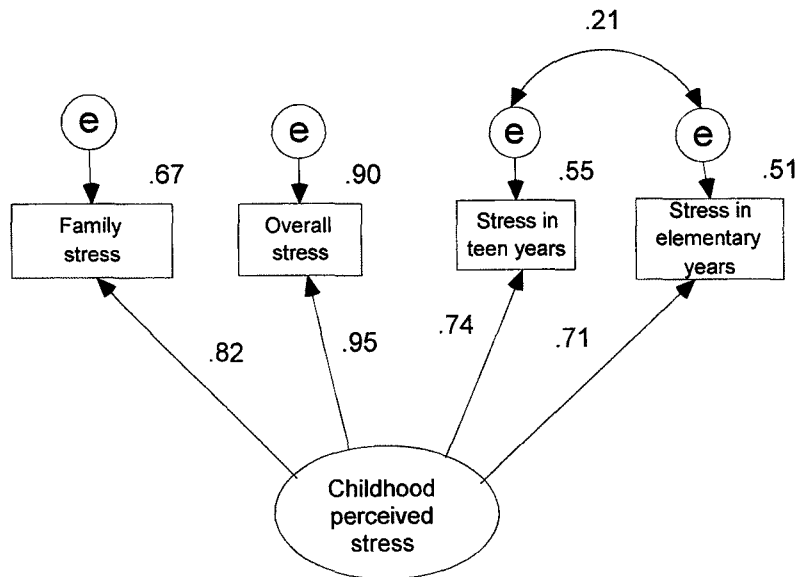 .21
e
e
e
e
.67
.90
.55
.51
Family
stress
Overall
stress
Stress in
teen years
Stress in
elementary
years
.82
.95
.74
.71
Childhood
perceived
stress